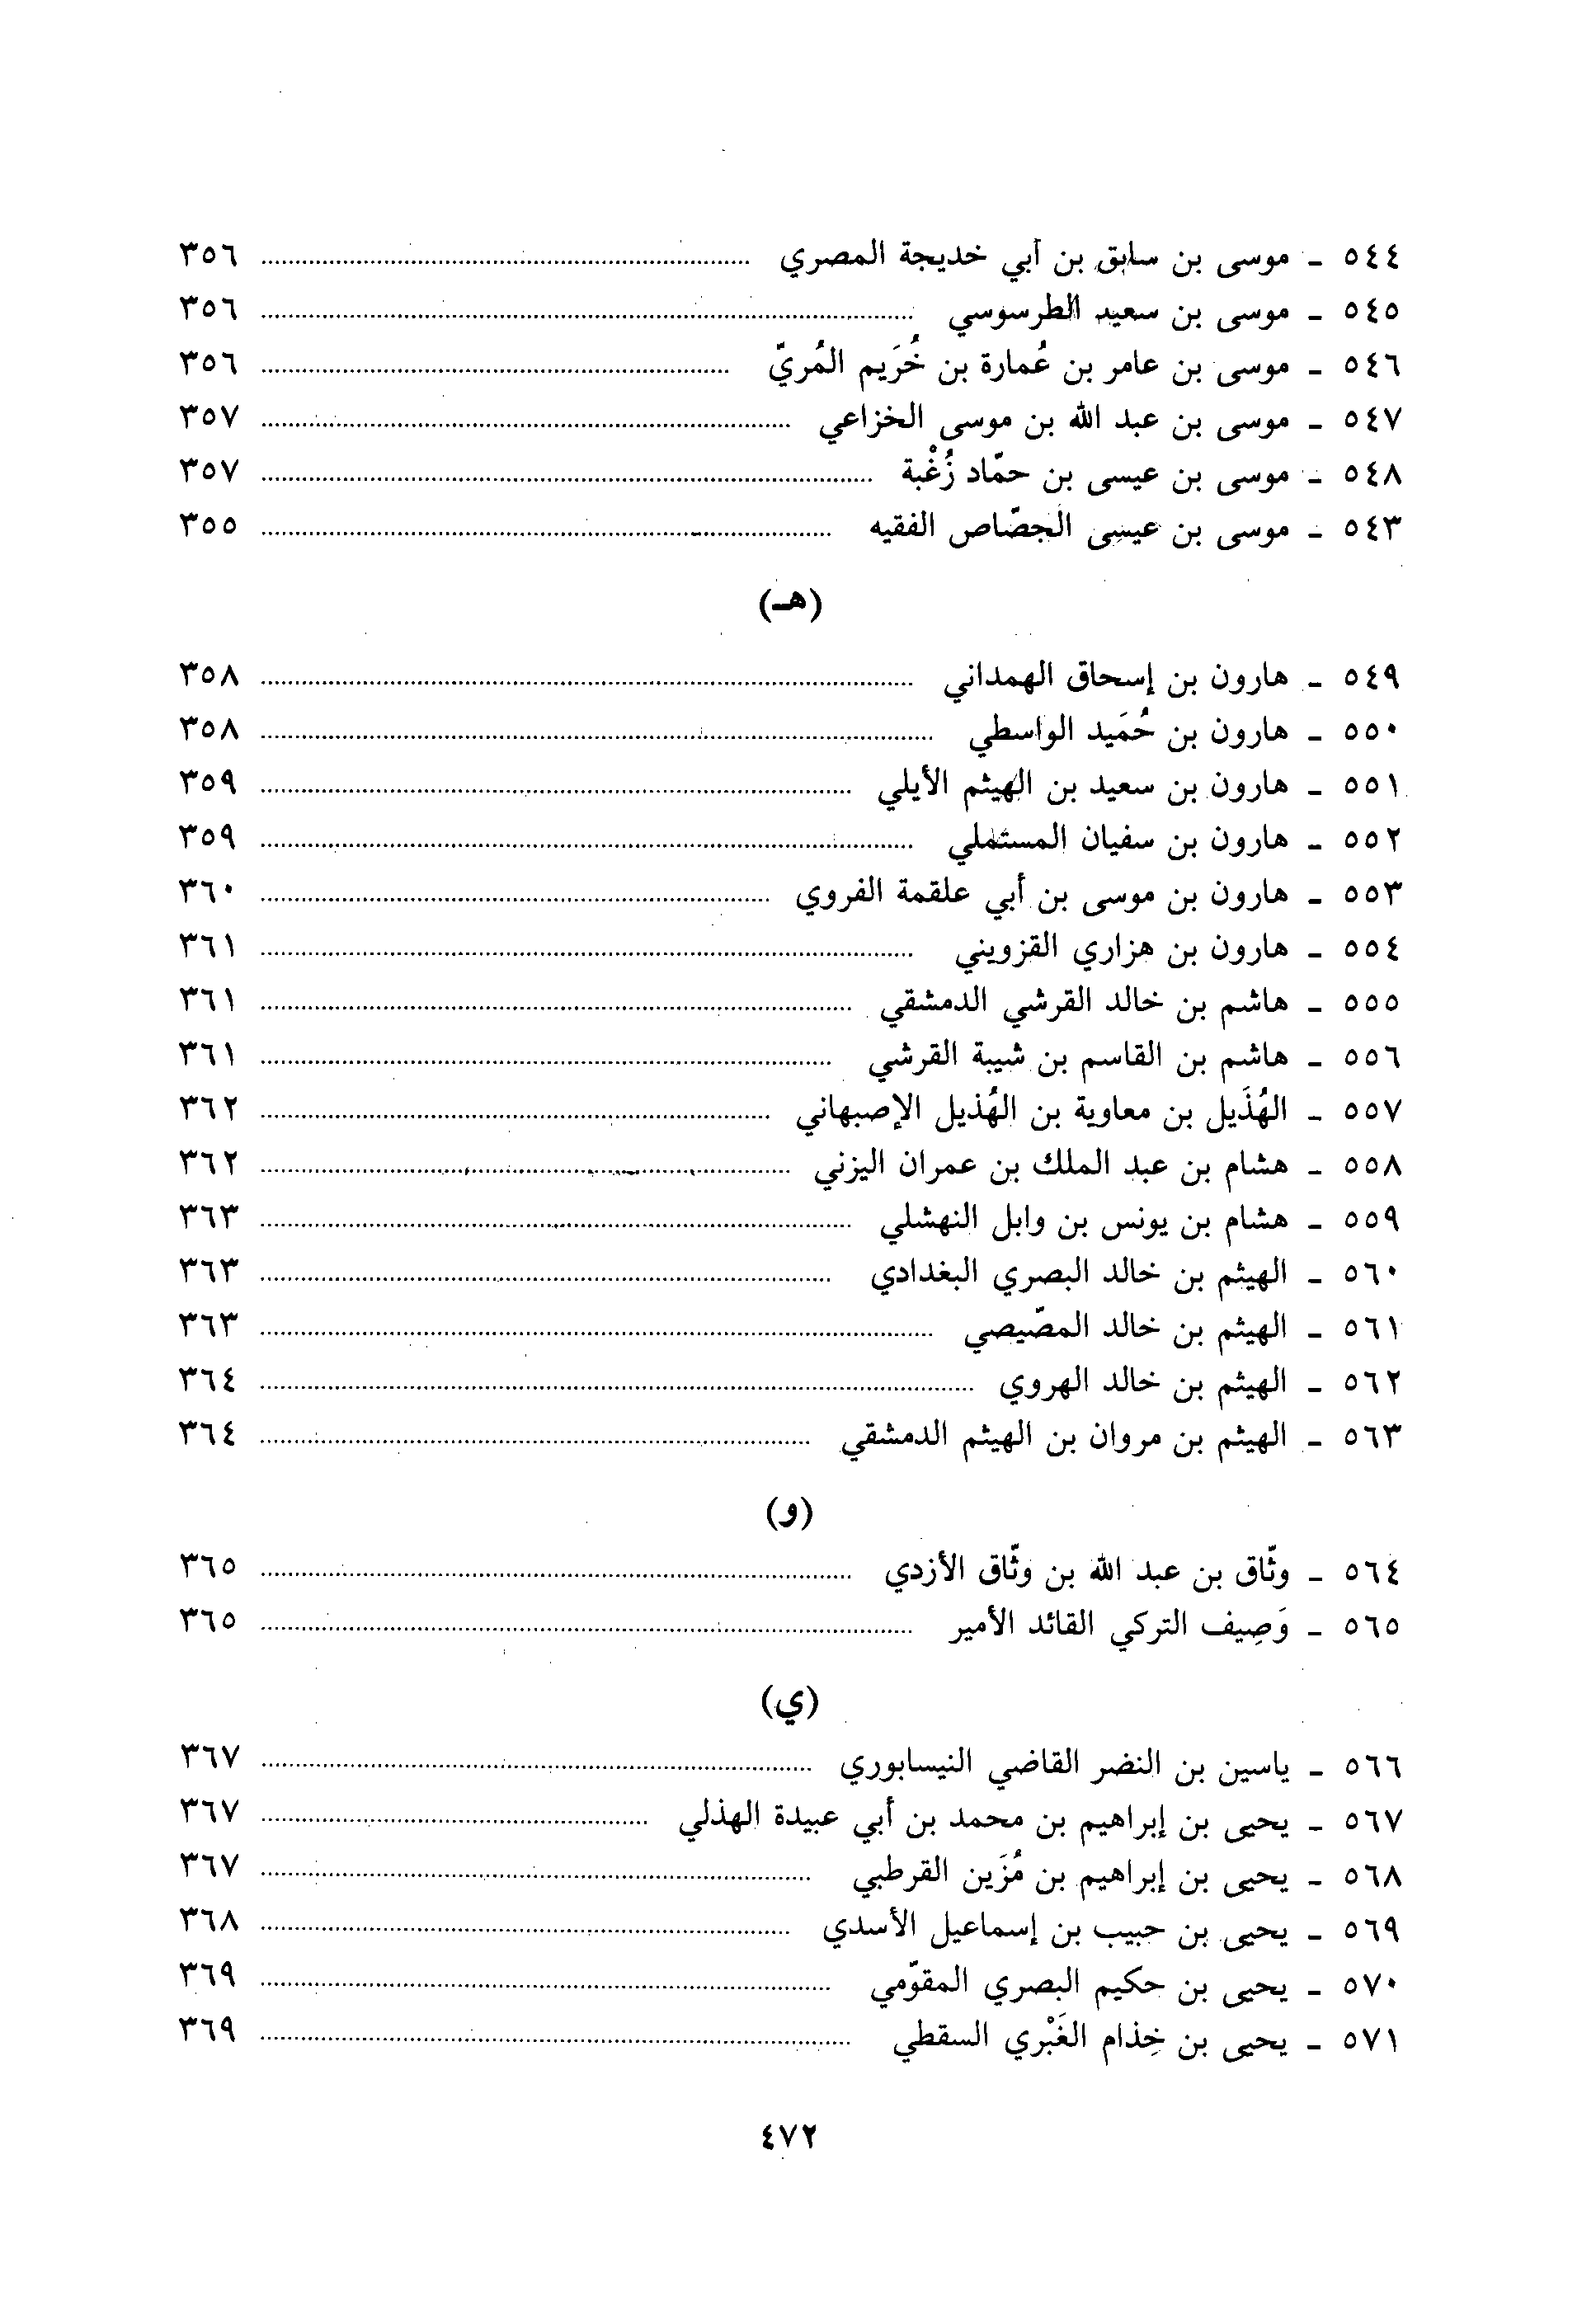 ٥٤٤ - موسى بن سابق بن أبي خديجة المصري ........ ٣٥٦
٥٤٥ - موسى بن سعيد الطرسوسي ........ ٣٥٦
٥٤٦ - موسى بن عامر بن عُمارة بن خُرَيم المُريّ ........ ٣٥٦
٥٤٧ - موسى بن عبد الله بن موسى الخزاعي ........ ٣٥٧
٥٤٨ - موسى بن عيسى بن حمّاد زُغْبة ........ ٣٥٧
٥٤٣ - موسى بن عيسى الجصّاص الفقيه ........ ٣٥٥
(هـ)
٥٤٩ - هارون بن إسحاق الهمداني ........ ٣٥٨
٥٥٠ - هارون بن حُمَيد الواسطي ........ ٣٥٨
٥٥١ - هارون بن سعيد بن الهيثم الأيلي ........ ٣٥٩
٥٥٢ - هارون بن سفيان المستملي ........ ٣٥٩
٥٥٣ - هارون بن موسى بن أبي علقمة الفروي ........ ٣٦٠
٥٥٤ - هارون بن هزاري القزويني ........ ٣٦١
٥٥٥ - هاشم بن خالد القرشي الدمشقي ........ ٣٦١
٥٥٦ - هاشم بن القاسم بن شيبة القرشي ........ ٣٦١
٥٥٧ - الهُذَيل بن معاوية بن الهُذيل الإصبهاني ........ ٣٦٢
٥٥٨ - هشام بن عبد الملك بن عمران اليزني ........ ٣٦٢
٥٥٩ - هشام بن يونس بن وابل النهشلي ........ ٣٦٣
٥٦٠ - الهيثم بن خالد البصري البغدادي ........ ٣٦٣
٥٦١ - الهيثم بن خالد المصّيصي ........ ٣٦٣
٥٦٢ - الهيثم بن خالد الهروي ........ ٣٦٤
٥٦٣ - الهيثم بن مروان بن الهيثم الدمشقي ........ ٣٦٤
(و)
٥٦٤ - وثّاق بن عبد الله بن وثّاق الأزدي ........ ٣٦٥
٥٦٥ - وَصِيف التركي القائد الأمير ........ ٣٦٥
(ي)
٥٦٦ - ياسين بن النضر القاضي النيسابوري ........ ٣٦٧
٥٦٧ - يحيى بن إبراهيم بن محمد بن أبي عبيدة الهذلي ........ ٣٦٧
٥٦٨ - يحيى بن إبراهيم بن مُزَين القرطبي ........ ٣٦٧
٥٦٩ - يحيى بن حبيب بن إسماعيل الأسدي ........ ٣٦٨
٥٧٠ - يحيى بن حكيم البصري المقوّمي ........ ٣٦٩
٥٧١ - يحيى بن خِذام الغَبْري السقطي ........ ٣٦٩
٤٧٢